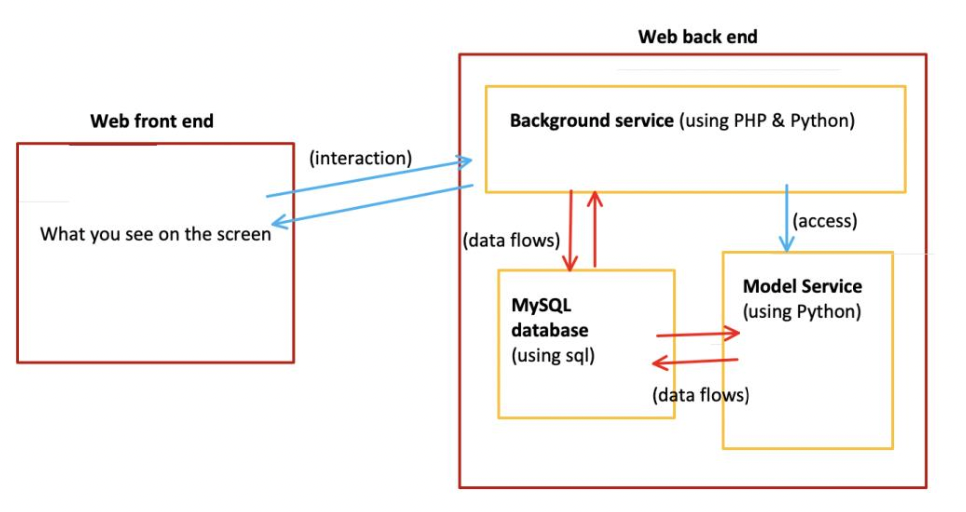 Web back end
Web front end
Background service (using PHP & Python)
(interaction)
What you see on the screen
(data flows)
(access)
MySQL
database
(using sql)
Model Service
(using Python)
(data flows)